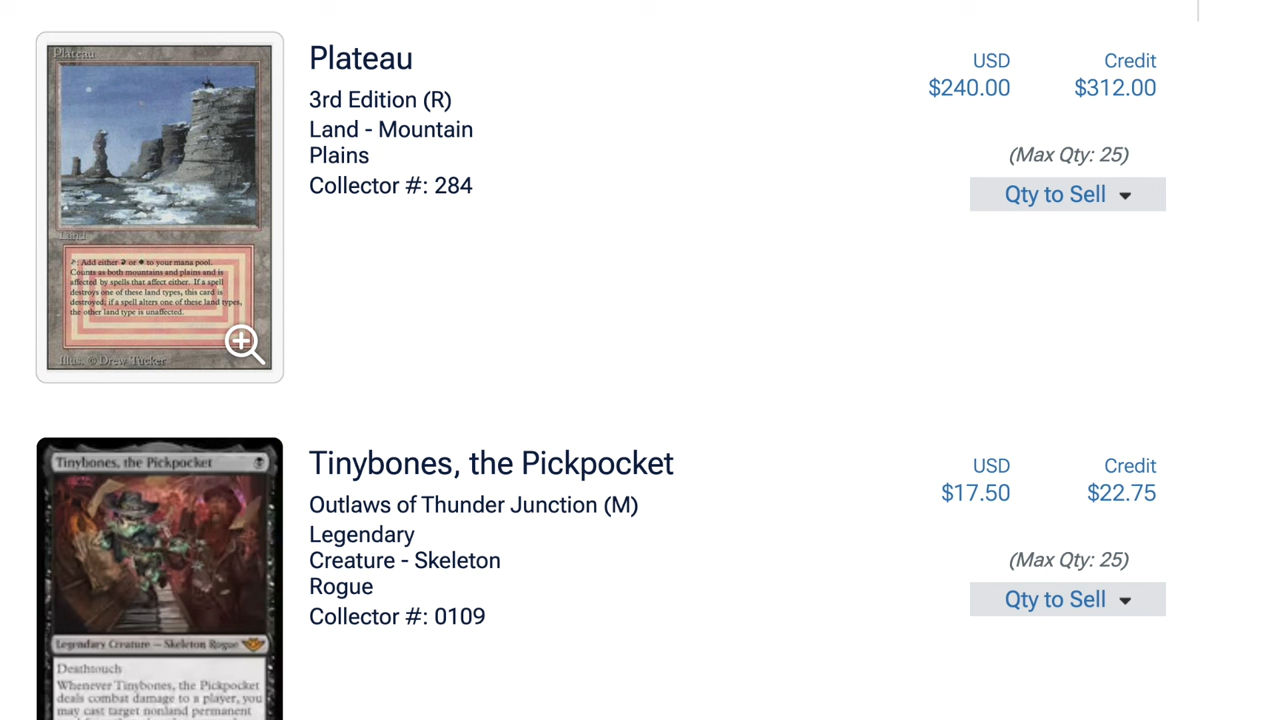 Plateau
3rd Edition (R)
Land - Mountain
Plains
Collector #: 284
USD
$240.00
Credit
$312.00
(Max Qty: 25)
Qty to Sell
Plateau
Land
: Add either or to your mana pool.
Counts as both mountains and plains and is
affected by spells that affect either. If a spell
destroys one of these land types, this card is
destroyed; if a spell alters one of these land types,
the other land type is unaffected.
Illus. © Drew Tucker
Tinybones, the Pickpocket
Outlaws of Thunder Junction (M)
Legendary
Creature - Skeleton
Rogue
Collector #: 0109
USD
$17.50
Credit
$22.75
(Max Qty: 25)
Qty to Sell
Tinybones, the Pickpocket
Legendary Creature — Skeleton Rogue
Deathtouch
Whenever Tinybones, the Pickpocket
deals combat damage to a player, you
may cast target nonland permanent